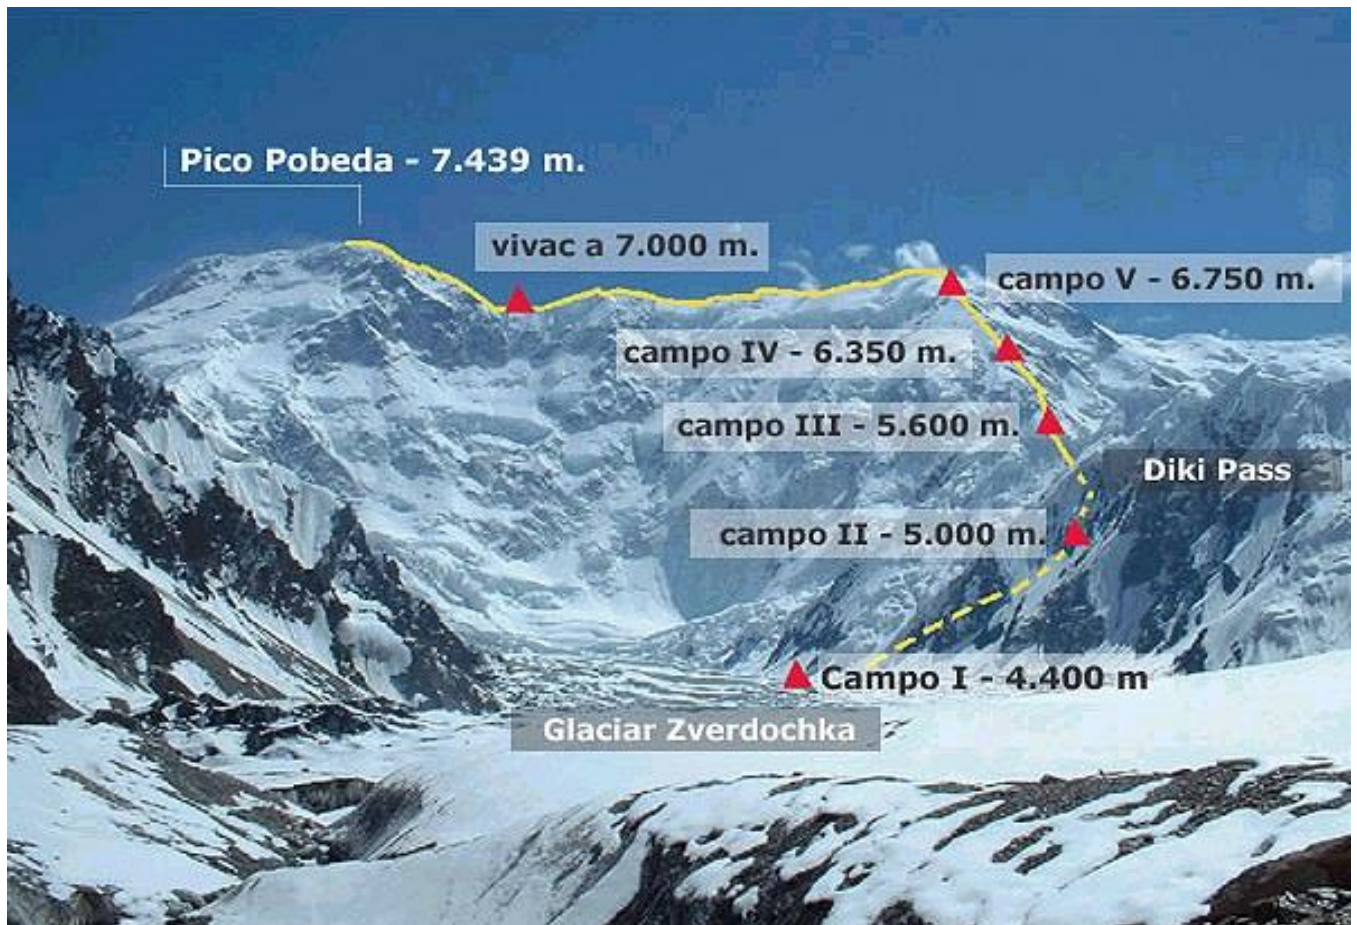 Pico Pobeda - 7.439 m.
vivac a 7.000 m.
campo V - 6.750 m.
campo IV - 6.350 m.
campo III - 5.600 m.
Diki Pass
campo II - 5.000 m.
Campo I - 4.400 m
Glaciar Zverdochka